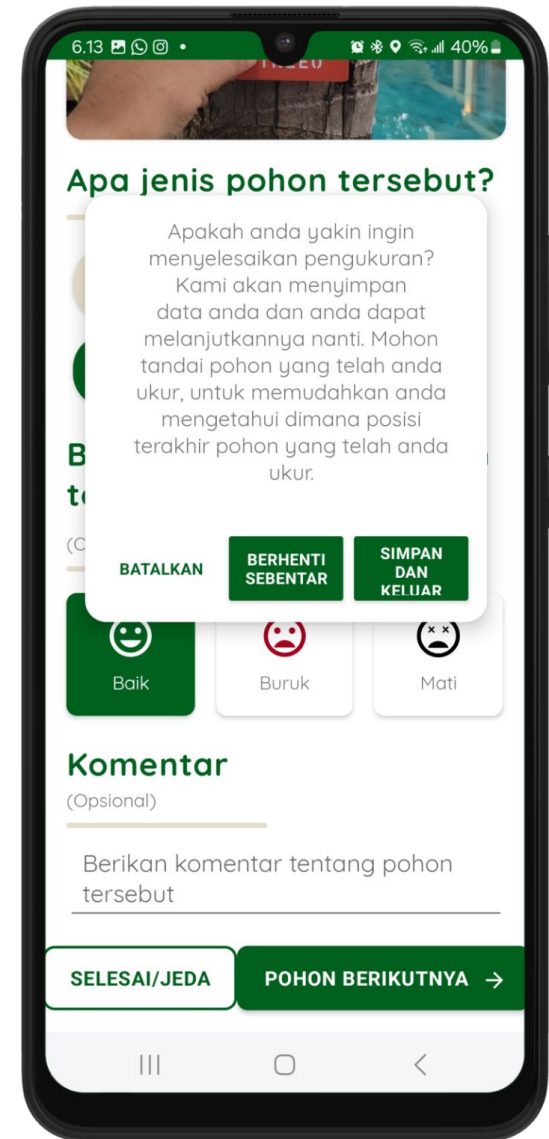 6.13
40%
Apa jenis pohon tersebut?
Apakah anda yakin ingin
menyelesaikan pengukuran?
Kami akan menyimpan
data anda dan anda dapat
melanjutkannya nanti. Mohon
tandai pohon yang telah anda
ukur, untuk memudahkan anda
mengetahui dimana posisi
terakhir pohon yang telah anda
ukur.
BATALKAN
BERHENTI
SEBENTAR
SIMPAN
DAN
KELUAR
Baik
Buruk
Mati
Komentar
(Opsional)
Berikan komentar tentang pohon
tersebut
SELESAI/JEDA
POHON BERIKUTNYA →